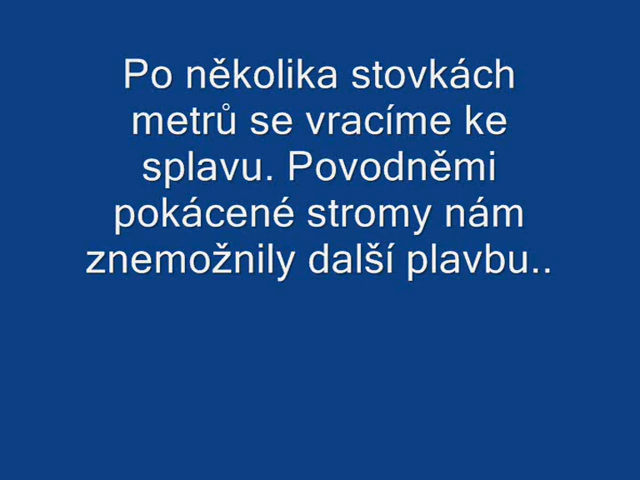 Po několika stovkách
metrů se vracíme ke
splavu. Povodněmi
pokácené stromy nám
znemožnily další plavbu..